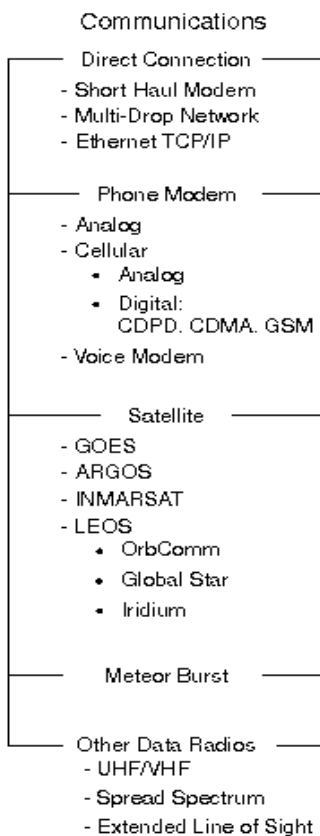 Communications
Direct Connection
- Short Haul Modem
- Multi-Drop Network
- Ethernet TCP/IP
Phone Modem
- Analog
- Cellular
• Analog
• Digital:
CDPD. CDMA. GSM
- Voice Modem
Satellite
- GOES
- ARGOS
- INMARSAT
- LEOS
• OrbComm
• Global Star
• Iridium
Meteor Burst
Other Data Radios
- UHF/VHF
- Spread Spectrum
- Extended Line of Sight